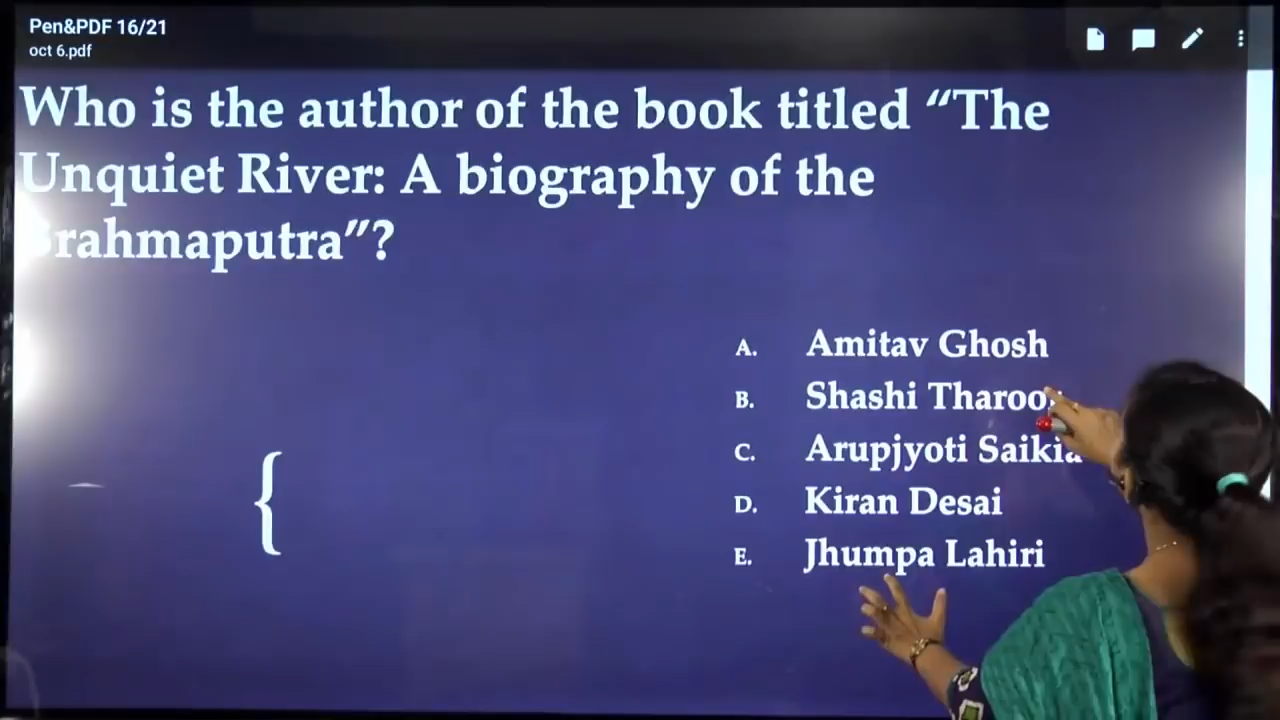 Pen&PDF 16/21
oct 6.pdf
Who is the author of the book titled “The
Unquiet River: A biography of the
Brahmaputra”?
A. Amitav Ghosh
B. Shashi Tharoor
C. Arupjyoti Saikia
D. Kiran Desai
E. Jhumpa Lahiri
{